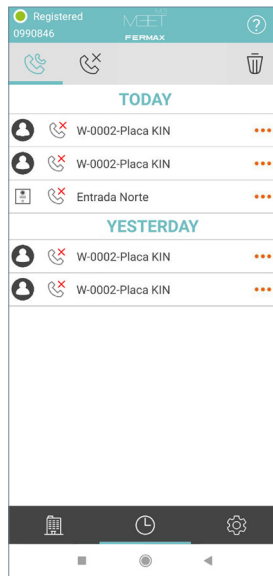 Registered
0990846
MEET
FERMAX
?
TODAY
W-0002-Placa KIN
W-0002-Placa KIN
Entrada Norte
YESTERDAY
W-0002-Placa KIN
W-0002-Placa KIN